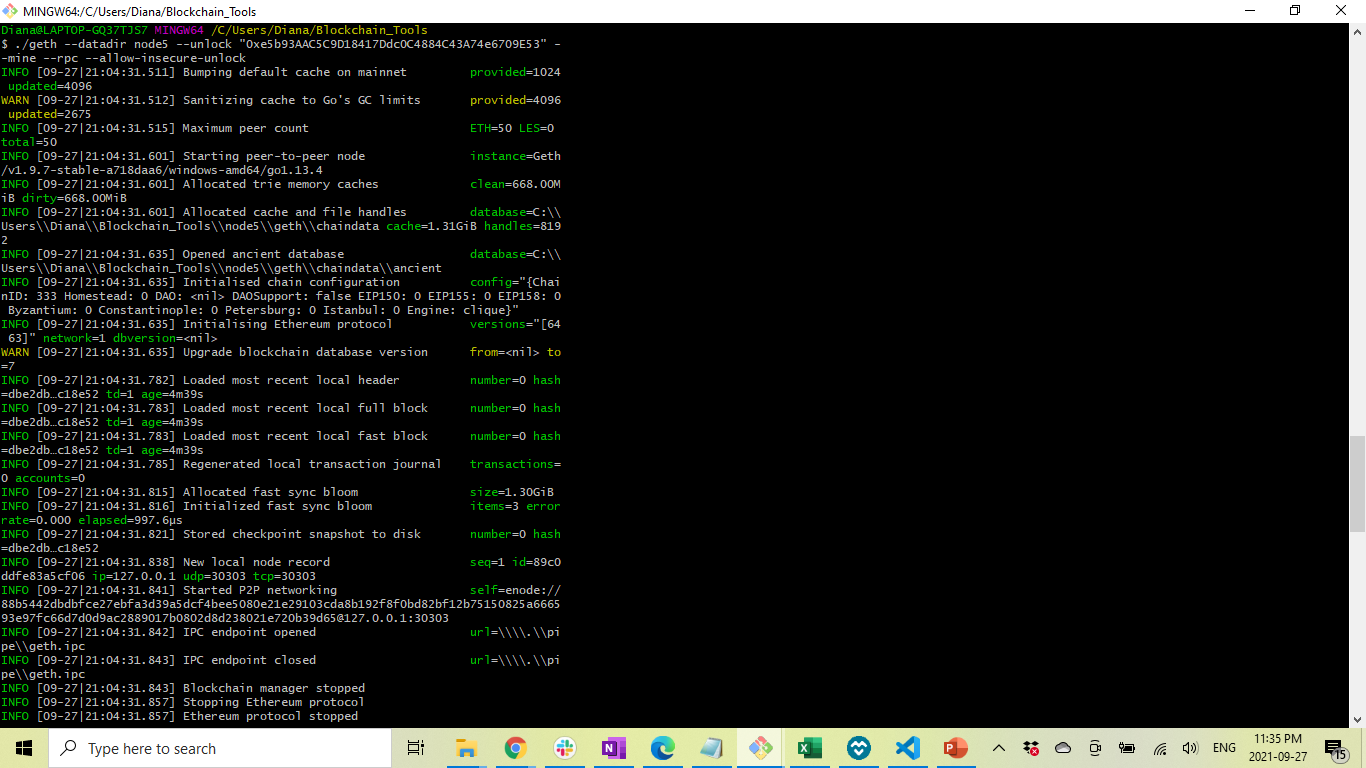 MINGW64:/C/Users/Diana/Blockchain_Tools
Diana@LAPTOP-GQ37TJS7 MINGW64 /C/Users/Diana/Blockchain_Tools
$ ./geth --datadir node5 --unlock "0xe5b93AAC5C9D18417Ddc0C4884C43A74e6709E53" -
-mine --rpc --allow-insecure-unlock
INFO [09-27|21:04:31.511] Bumping default cache on mainnet         provided=1024
 updated=4096
WARN [09-27|21:04:31.512] Sanitizing cache to Go's GC limits       provided=4096
 updated=2675
INFO [09-27|21:04:31.515] Maximum peer count                       ETH=50 LES=0
total=50
INFO [09-27|21:04:31.601] Starting peer-to-peer node               instance=Geth
/v1.9.7-stable-a718daa6/windows-amd64/go1.13.4
INFO [09-27|21:04:31.601] Allocated trie memory caches             clean=668.00M
iB dirty=668.00MiB
INFO [09-27|21:04:31.601] Allocated cache and file handles         database=C:\\
Users\\Diana\\Blockchain_Tools\\node5\\geth\\chaindata cache=1.31GiB handles=819
2
INFO [09-27|21:04:31.635] Opened ancient database                  database=C:\\
Users\\Diana\\Blockchain_Tools\\node5\\geth\\chaindata\\ancient
INFO [09-27|21:04:31.635] Initialised chain configuration          config="{Chai
nID: 333 Homestead: 0 DAO: <nil> DAOSupport: false EIP150: 0 EIP155: 0 EIP158: 0
 Byzantium: 0 Constantinople: 0 Petersburg: 0 Istanbul: 0 Engine: clique}"
INFO [09-27|21:04:31.635] Initialising Ethereum protocol           versions="[64
 63]" network=1 dbversion=<nil>
WARN [09-27|21:04:31.635] Upgrade blockchain database version      from=<nil> to
=7
INFO [09-27|21:04:31.782] Loaded most recent local header          number=0 hash
=dbe2db…c18e52 td=1 age=4m39s
INFO [09-27|21:04:31.783] Loaded most recent local full block      number=0 hash
=dbe2db…c18e52 td=1 age=4m39s
INFO [09-27|21:04:31.783] Loaded most recent local fast block      number=0 hash
=dbe2db…c18e52 td=1 age=4m39s
INFO [09-27|21:04:31.785] Regenerated local transaction journal    transactions=
0 accounts=0
INFO [09-27|21:04:31.815] Allocated fast sync bloom                size=1.30GiB
INFO [09-27|21:04:31.816] Initialized fast sync bloom              items=3 error
rate=0.000 elapsed=997.6µs
INFO [09-27|21:04:31.821] Stored checkpoint snapshot to disk       number=0 hash
=dbe2db…c18e52
INFO [09-27|21:04:31.838] New local node record                    seq=1 id=89c0
ddfe83a5cf06 ip=127.0.0.1 udp=30303 tcp=30303
INFO [09-27|21:04:31.841] Started P2P networking                   self=enode://
88b5442dbdbfce27ebfa3d39a5dcf4bee5080e21e29103cda8b192f8f0bd82bf12b75150825a6665
93e97fc66d7d0d9ac2889017b0802d8d238021e720b39d65@127.0.0.1:30303
INFO [09-27|21:04:31.842] IPC endpoint opened                      url=\\\\.\\pi
pe\\geth.ipc
INFO [09-27|21:04:31.843] IPC endpoint closed                      url=\\\\.\\pi
pe\\geth.ipc
INFO [09-27|21:04:31.843] Blockchain manager stopped
INFO [09-27|21:04:31.857] Stopping Ethereum protocol
INFO [09-27|21:04:31.857] Ethereum protocol stopped
Type here to search
ENG
11:35 PM
2021-09-27
15